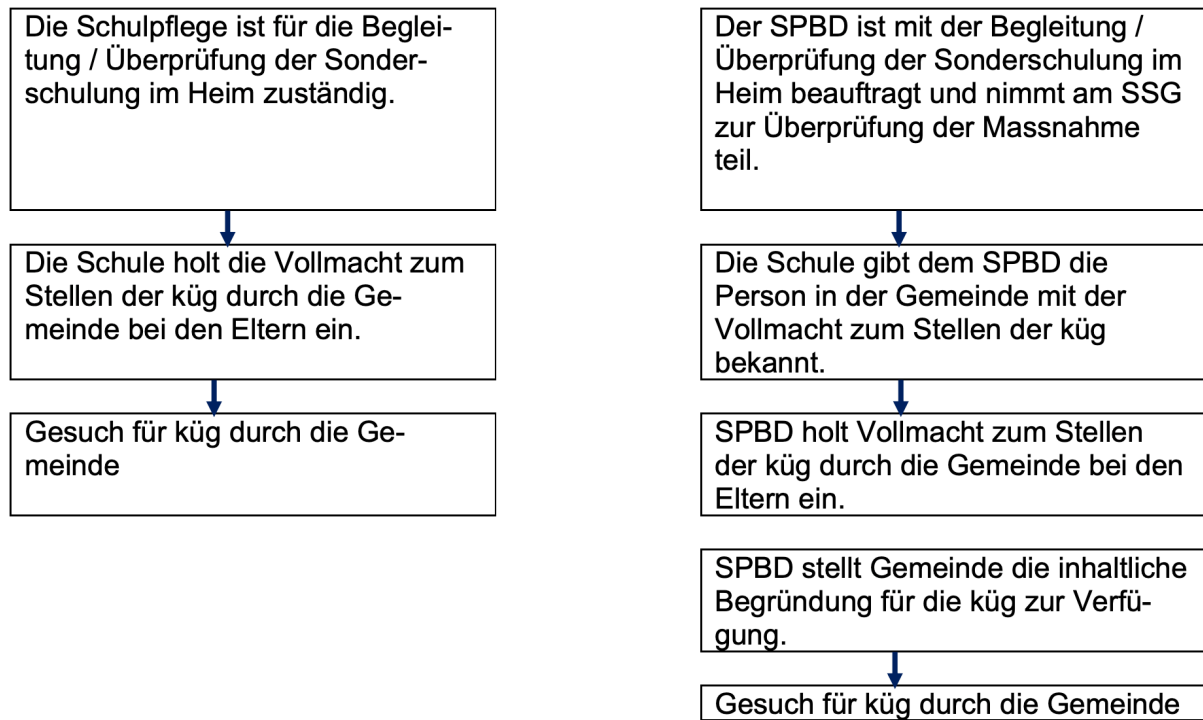 Die Schulpflege ist für die Beglei-
tung / Überprüfung der Sonder-
schulung im Heim zuständig.
Die Schule holt die Vollmacht zum
Stellen der küg durch die Ge-
meinde bei den Eltern ein.
Gesuch für küg durch die Ge-
meinde
Der SPBD ist mit der Begleitung /
Überprüfung der Sonderschulung im
Heim beauftragt und nimmt am SSG
zur Überprüfung der Massnahme
teil.
Die Schule gibt dem SPBD die
Person in der Gemeinde mit der
Vollmacht zum Stellen der küg
bekannt.
SPBD holt Vollmacht zum Stellen
der küg durch die Gemeinde bei den
Eltern ein.
SPBD stellt Gemeinde die inhaltliche
Begründung für die küg zur Verfü-
gung.
Gesuch für küg durch die Gemeinde